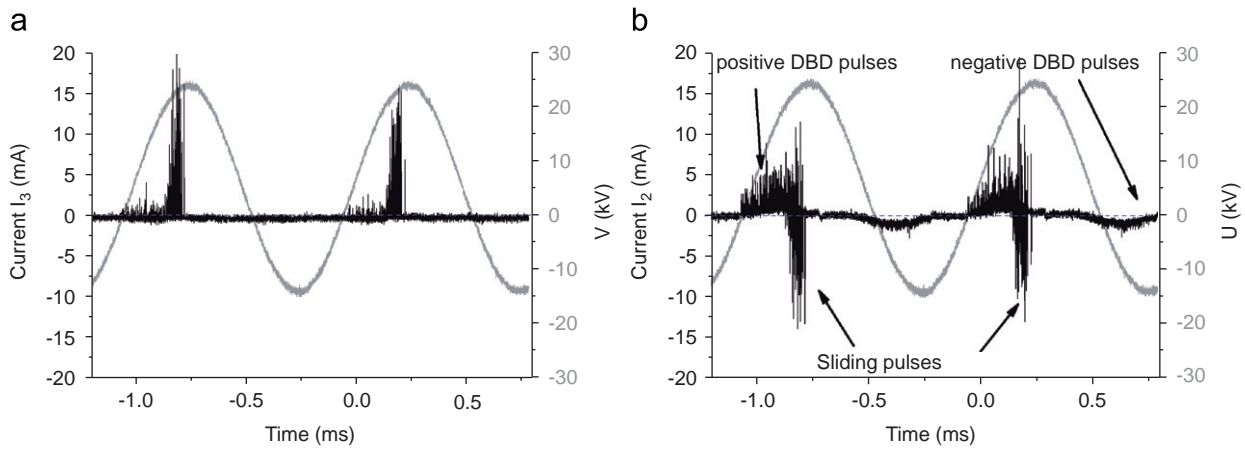 a
20
15
10
5
0
-5
-10
-15
-20
Current I3 (mA)
30
20
10
0
-10
-20
-30
V (kV)
-1.0 -0.5 0.0 0.5
Time (ms)
b
20
15
10
5
0
-5
-10
-15
-20
Current I2 (mA)
positive DBD pulses
negative DBD pulses
Sliding pulses
30
20
10
0
-10
-20
-30
U (kV)
-1.0 -0.5 0.0 0.5
Time (ms)